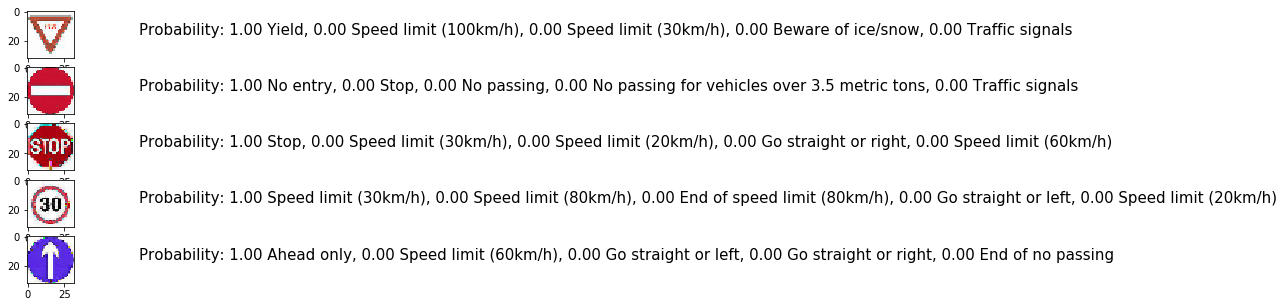 0
20
Probability: 1.00 Yield, 0.00 Speed limit (100km/h), 0.00 Speed limit (30km/h), 0.00 Beware of ice/snow, 0.00 Traffic signals
0
20
Probability: 1.00 No entry, 0.00 Stop, 0.00 No passing, 0.00 No passing for vehicles over 3.5 metric tons, 0.00 Traffic signals
0
20
STOP
Probability: 1.00 Stop, 0.00 Speed limit (30km/h), 0.00 Speed limit (20km/h), 0.00 Go straight or right, 0.00 Speed limit (60km/h)
0
20
30
Probability: 1.00 Speed limit (30km/h), 0.00 Speed limit (80km/h), 0.00 End of speed limit (80km/h), 0.00 Go straight or left, 0.00 Speed limit (20km/h)
0
20
Probability: 1.00 Ahead only, 0.00 Speed limit (60km/h), 0.00 Go straight or left, 0.00 Go straight or right, 0.00 End of no passing
0 25